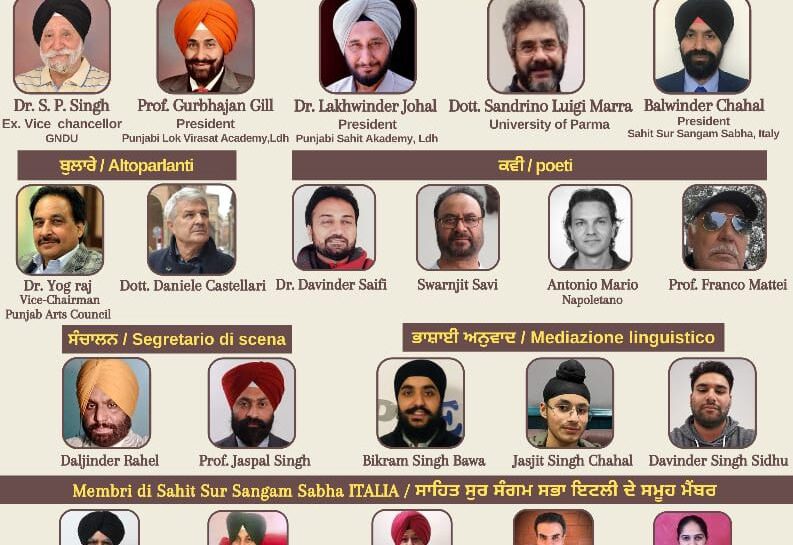 Dr. S. P. Singh
Ex. Vice chancellor
GNDU
Prof. Gurbhajan Gill
President
Punjabi Lok Virasat Academy,Ldh
Dr. Lakhwinder Johal
President
Punjabi Sahit Akademy, Ldh
Dott. Sandrino Luigi Marra
University of Parma
Balwinder Chahal
President
Sahit Sur Sangam Sabha, Italy
ਬੁਲਾਰੇ / Altoparlanti
ਕਵੀ / poeti
Dr. Yog raj
Vice-Chairman
Punjab Arts Council
Dott. Daniele Castellari
Dr. Davinder Saifi
Swarnjit Savi
Antonio Mario
Napoletano
Prof. Franco Mattei
ਸੰਚਾਲਨ / Segretario di scena
ਭਾਸ਼ਾਈ ਅਨੁਵਾਦ / Mediazione linguistico
Daljinder Rahel
Prof. Jaspal Singh
Bikram Singh Bawa
Jasjit Singh Chahal
Davinder Singh Sidhu
Membri di Sahit Sur Sangam Sabha ITALIA / ਸਾਹਿਤ ਸੁਰ ਸੰਗਮ ਸਭਾ ਇਟਲੀ ਦੇ ਸਮੂਹ ਮੈਂਬਰ